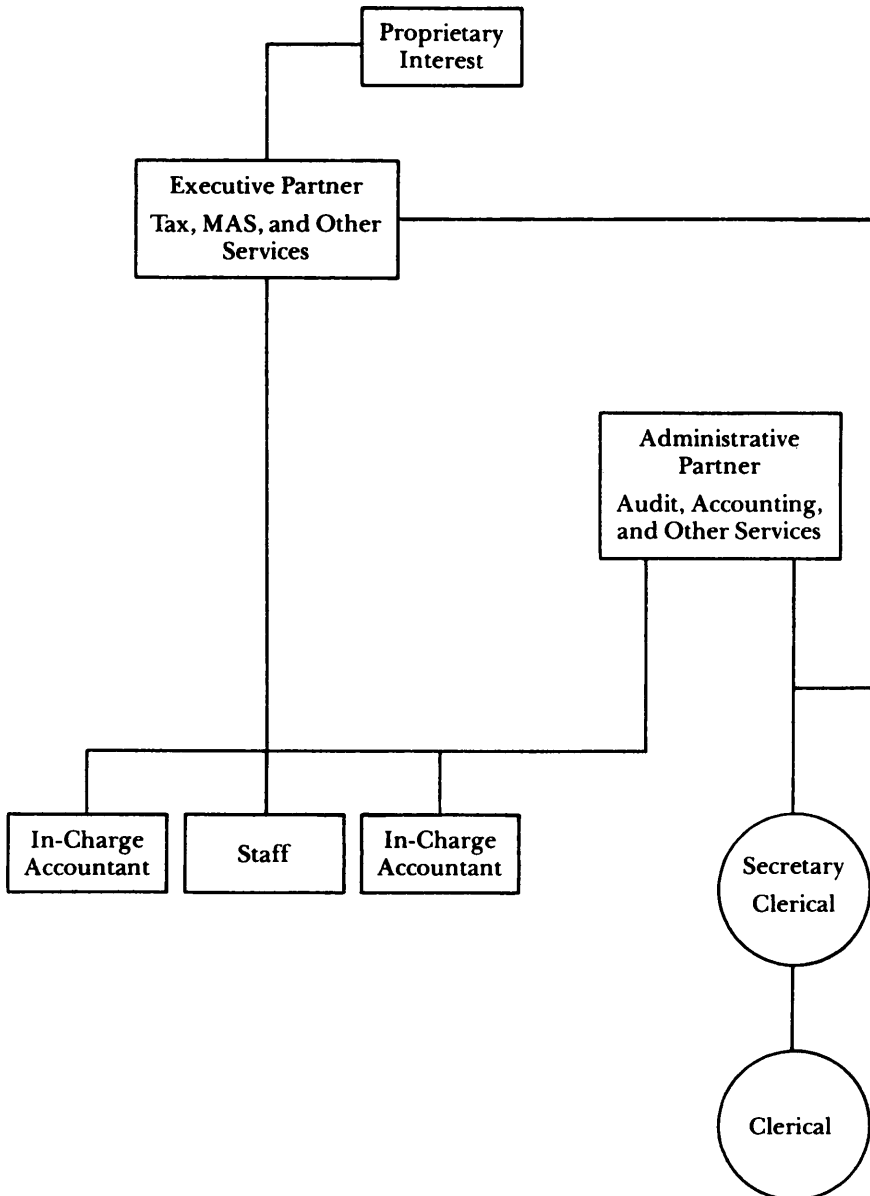 Proprietary
Interest
Executive Partner
Tax, MAS, and Other
Services
Administrative
Partner
Audit, Accounting,
and Other Services
In-Charge
Accountant
Staff
In-Charge
Accountant
Secretary
Clerical
Clerical